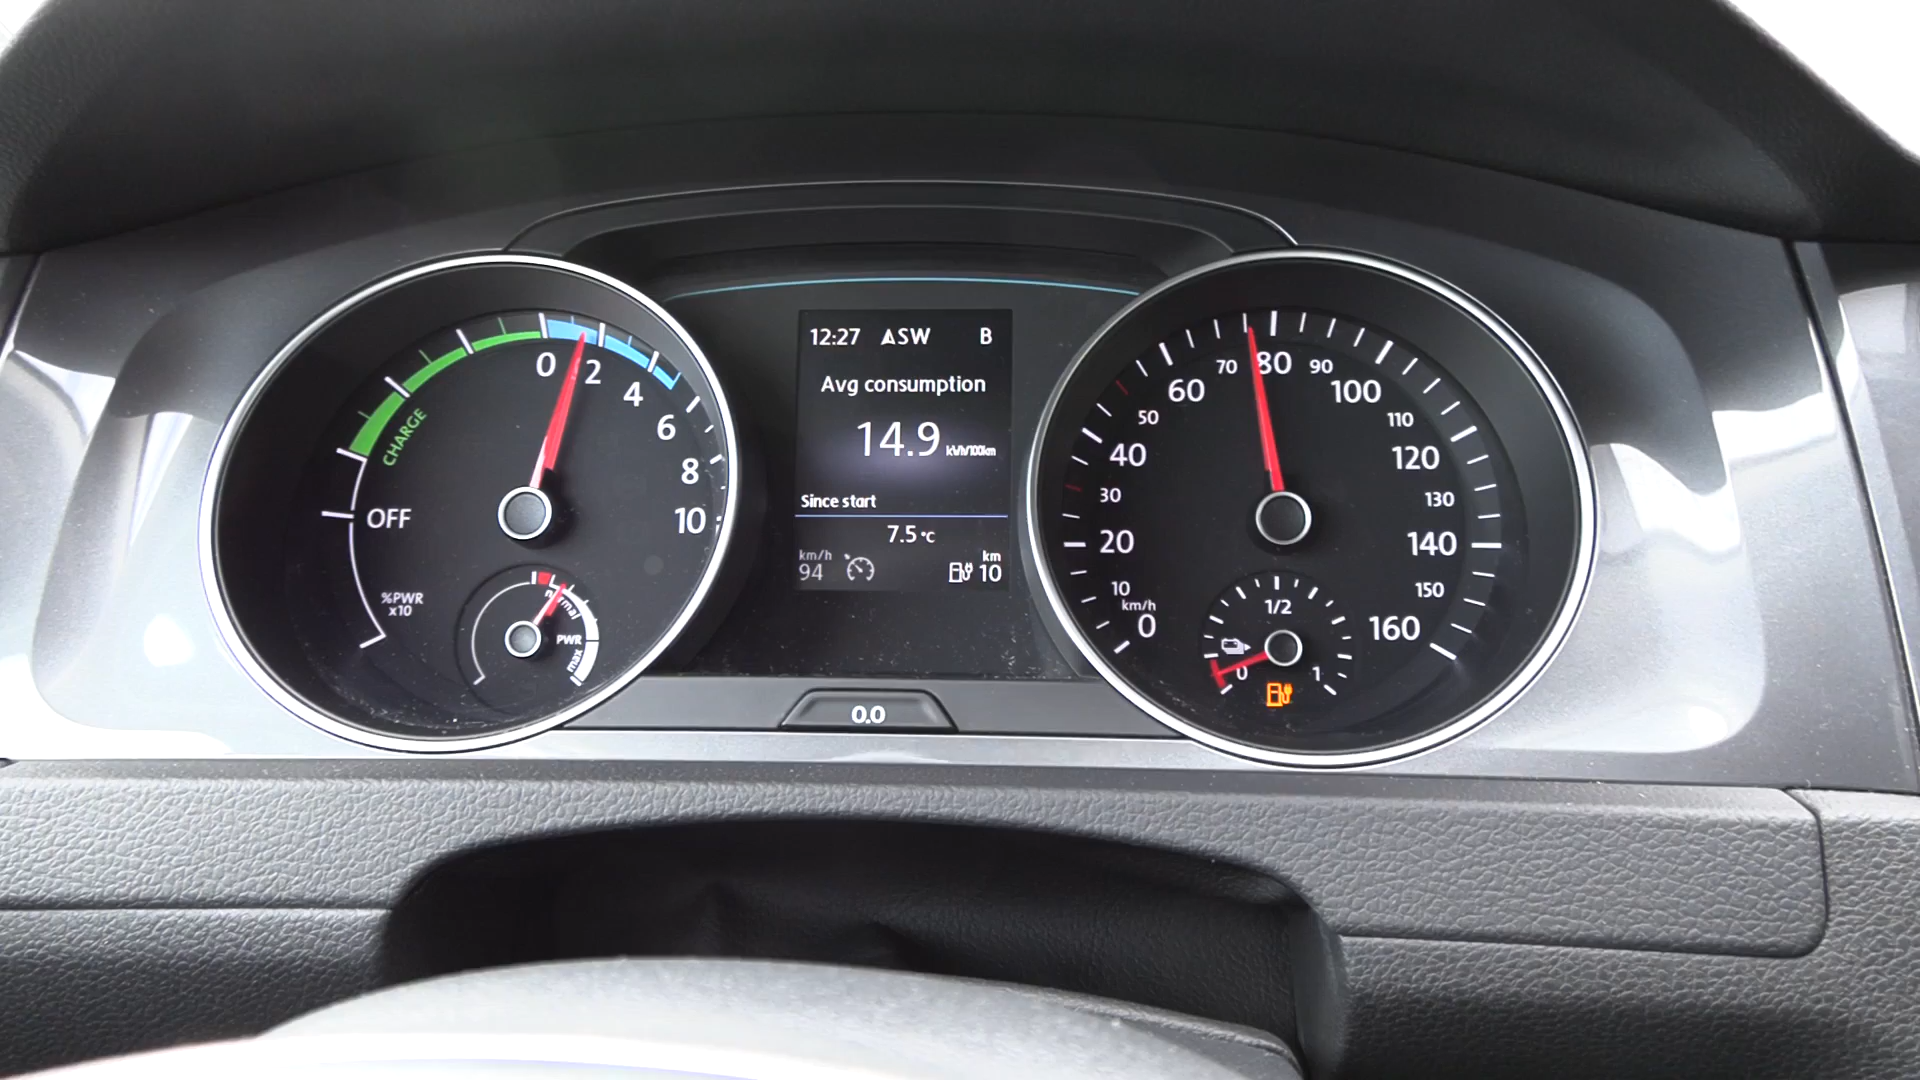 0
2
4
6
8
10
CHARGE
OFF
%PWR
x10
normal
PWR
max
12:27 ASW B
Avg consumption
14.9 kWh/100km
Since start
7.5 °C
km/h
94
km
10
0.0
0
km/h
10
20
30
40
50
60
70
80
90
100
110
120
130
140
150
160
1/2
0
1